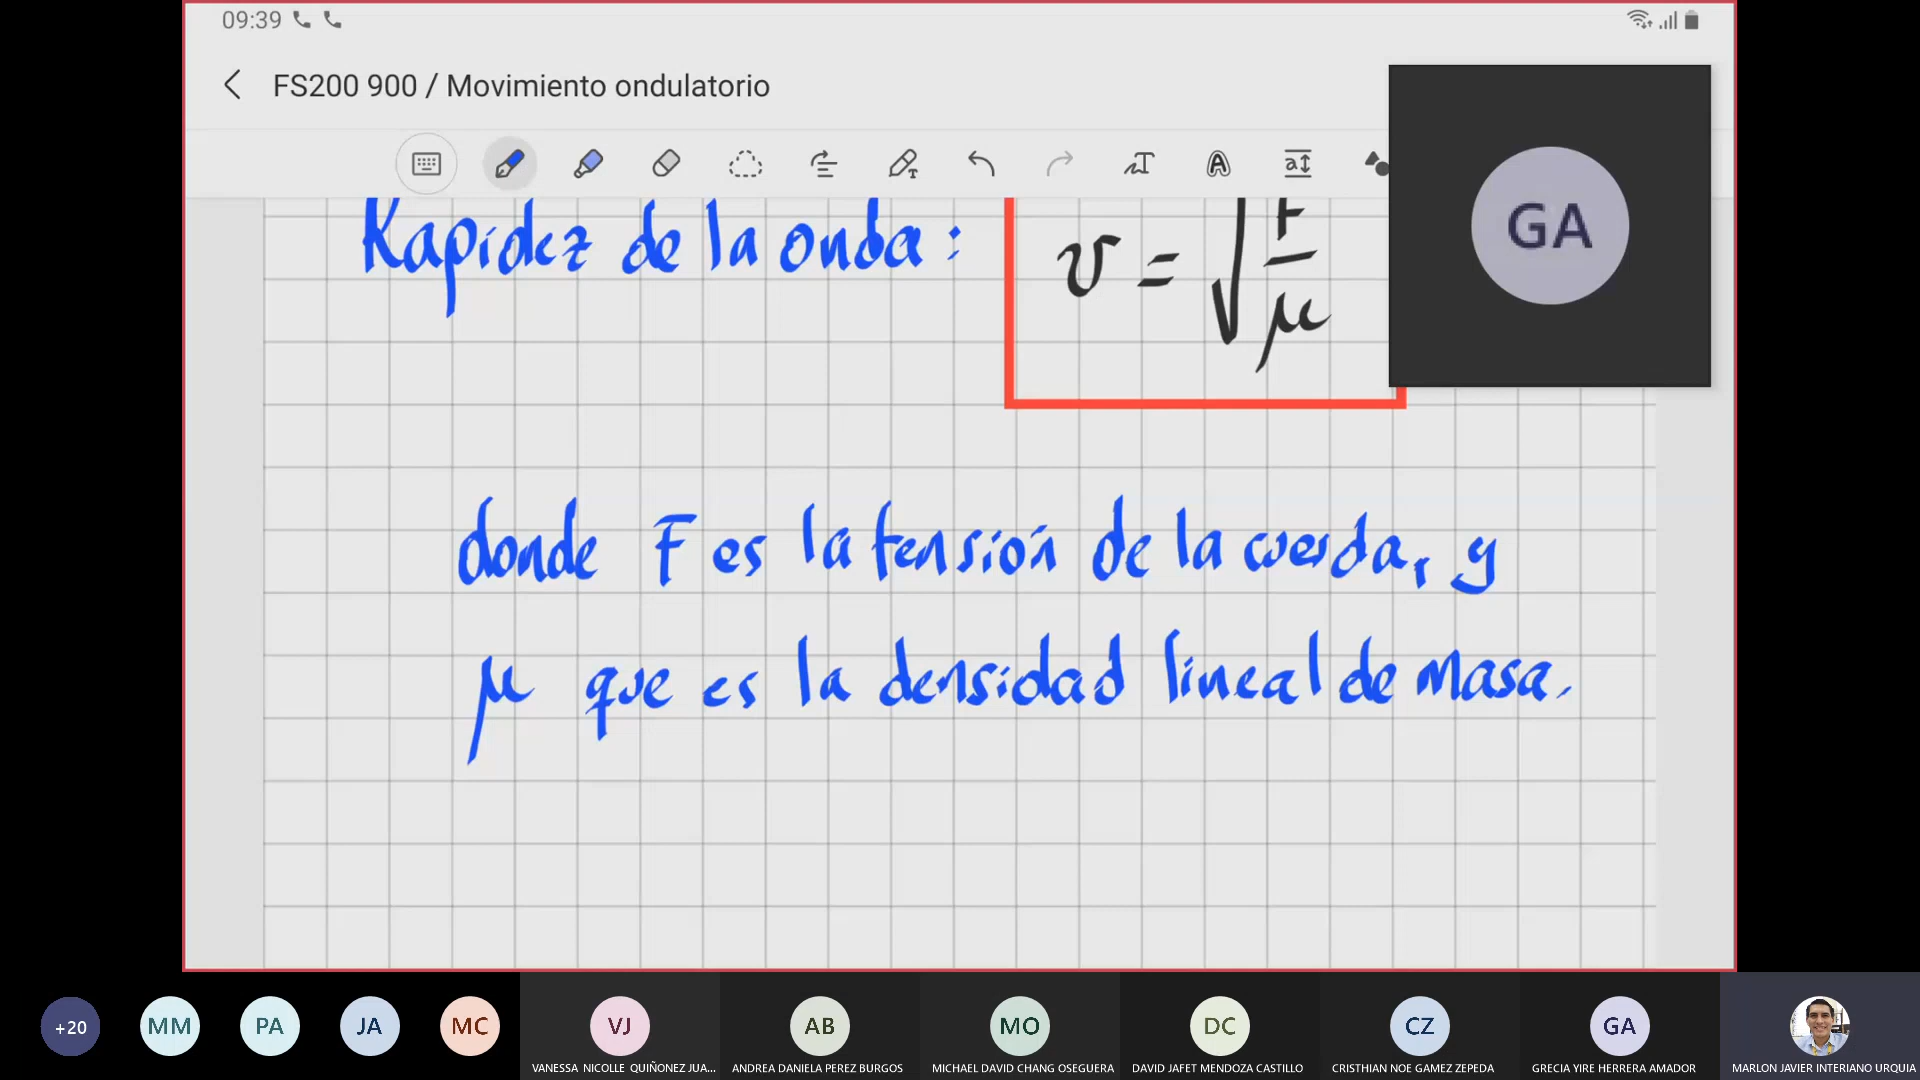 09:39
FS200 900 / Movimiento ondulatorio
Rapidez de la onda:
v = √F/μ
GA
donde F es la tensión de la cuerda, y
μ que es la densidad lineal de masa.
+20
MM
PA
JA
MC
VJ
AB
MO
DC
CZ
GA
VANESSA NICOLLE QUIÑONEZ JUA...
ANDREA DANIELA PEREZ BURGOS
MICHAEL DAVID CHANG OSEGUERA
DAVID JAFET MENDOZA CASTILLO
CRISTHIAN NOE GAMEZ ZEPEDA
GRECIA YIRE HERRERA AMADOR
MARLON JAVIER INTERIANO URQUIA